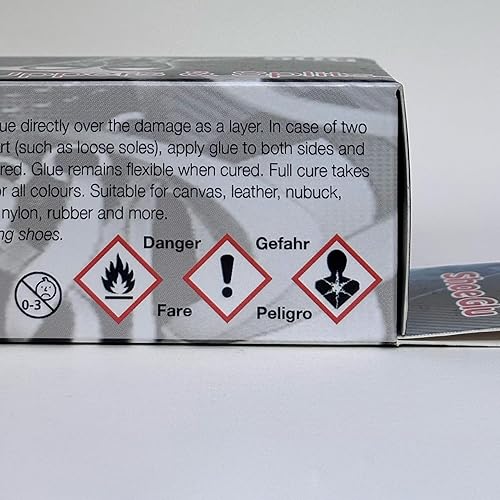 ue directly over the damage as a layer. In case of two
rt (such as loose soles), apply glue to both sides and
red. Glue remains flexible when cured. Full cure takes
or all colours. Suitable for canvas, leather, nubuck,
nylon, rubber and more.
ng shoes.
Danger
Gefahr
0-3
Fare
Peligro
Shoeglu